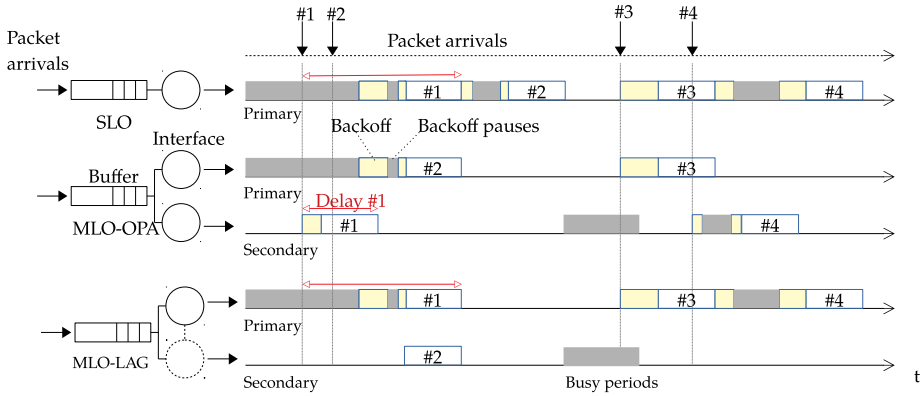 #1 #2 #3 #4
Packet arrivals
Packet
arrivals
#1 #2 #3 #4
SLO
Primary
Interface
Backoff Backoff pauses
#2 #3
Primary
Buffer
Delay #1
MLO-OPA
#1 #4
Secondary
#1 #3 #4
Primary
MLO-LAG
#2
Secondary
Busy periods
t